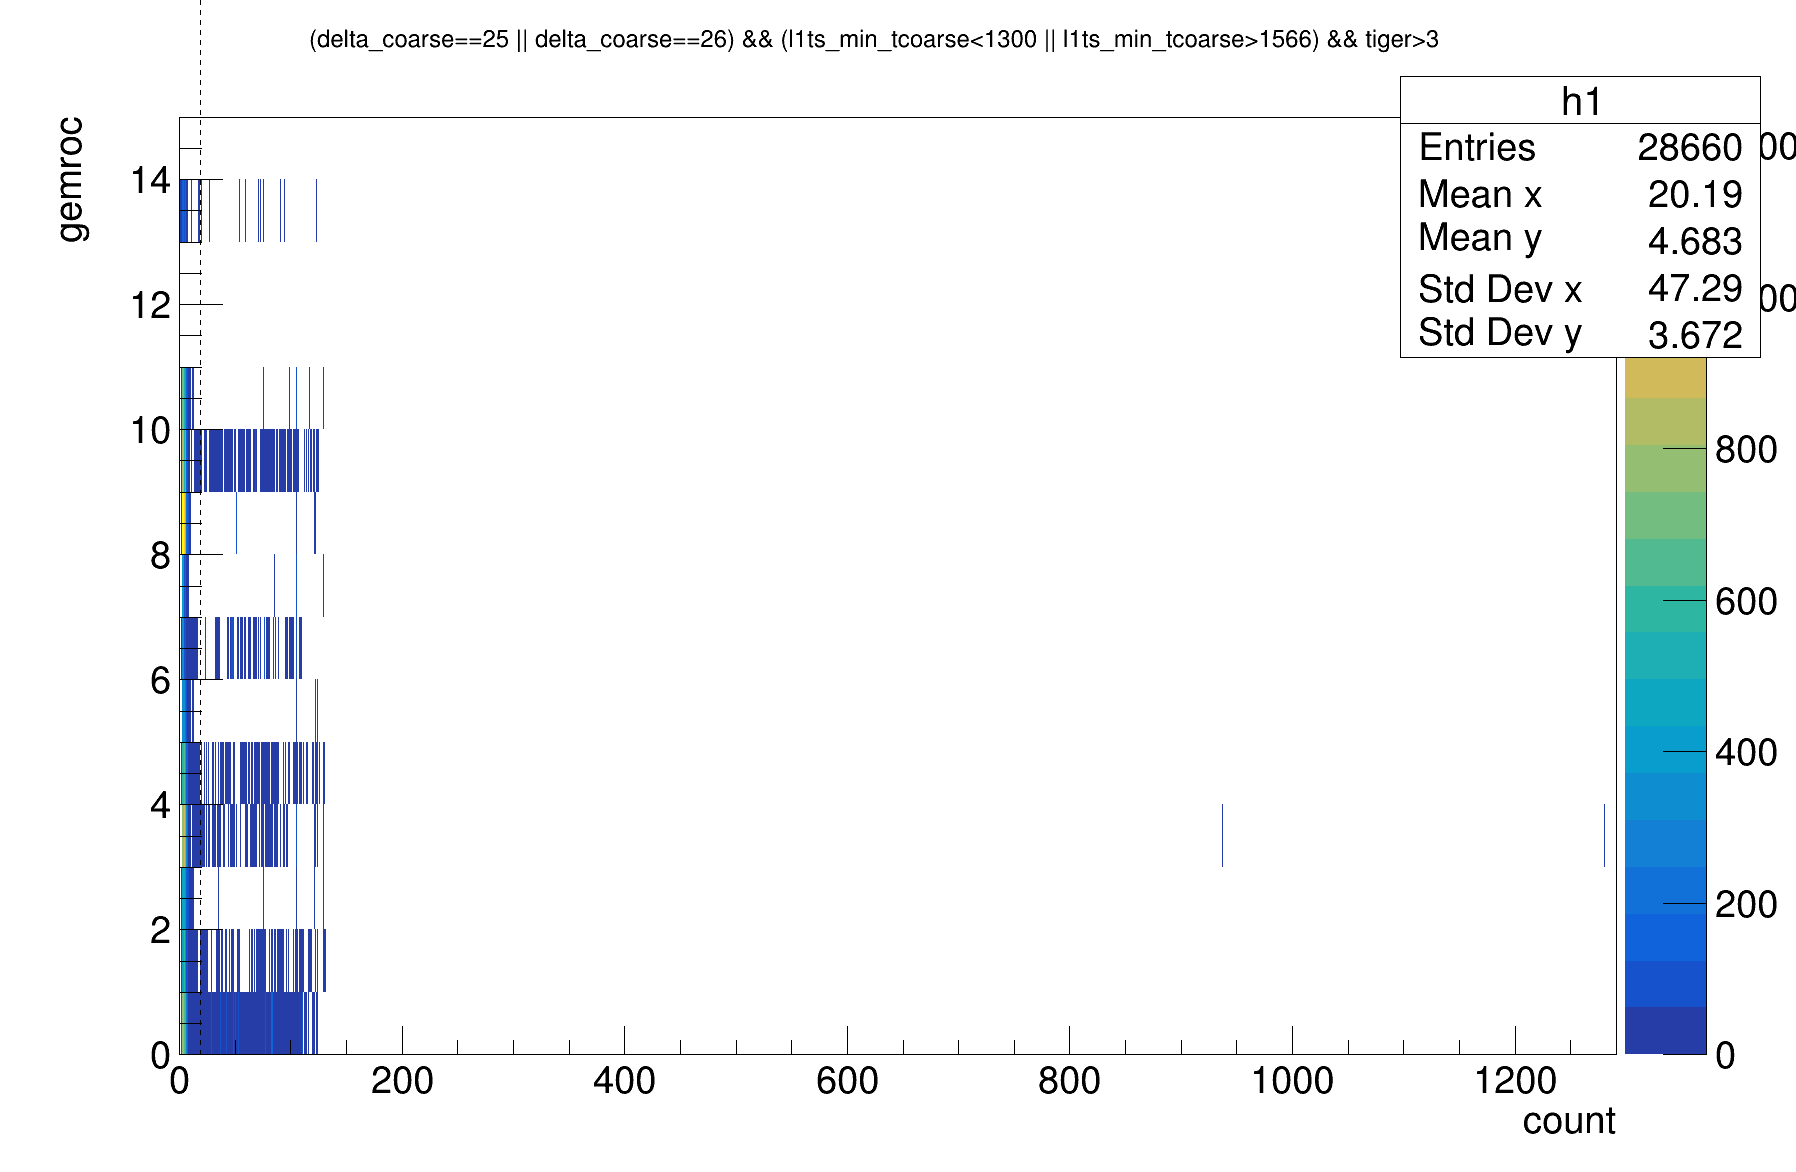 (delta_coarse==25 || delta_coarse==26) && (l1ts_min_tcoarse<1300 || l1ts_min_tcoarse>1566) && tiger>3
h1
Entries 28660
Mean x 20.19
Mean y 4.683
Std Dev x 47.29
Std Dev y 3.672
gemroc
14
12
10
8
6
4
2
0
0 200 400 600 800 1000 1200
count
800
600
400
200
0